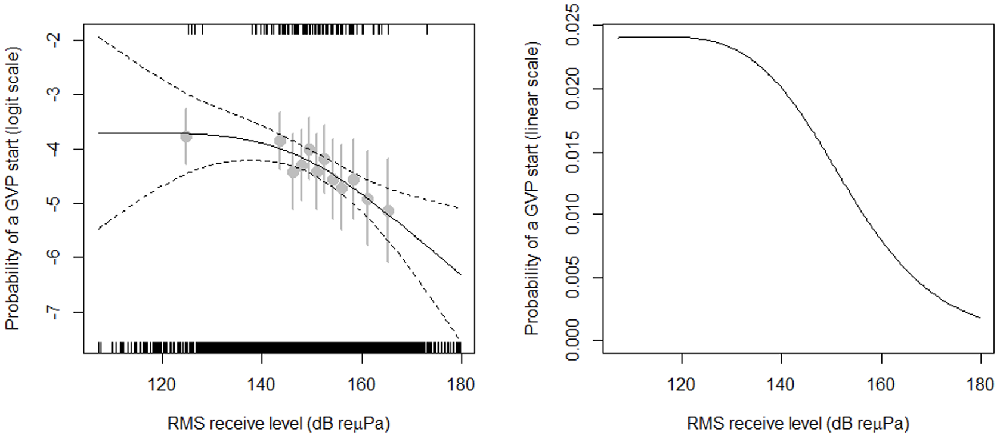 Probability of a GVP start (logit scale)
-2
-3
-4
-5
-6
-7
120 140 160 180
RMS receive level (dB reμPa)
Probability of a GVP start (linear scale)
0.025
0.020
0.015
0.010
0.005
0.000
120 140 160 180
RMS receive level (dB reμPa)